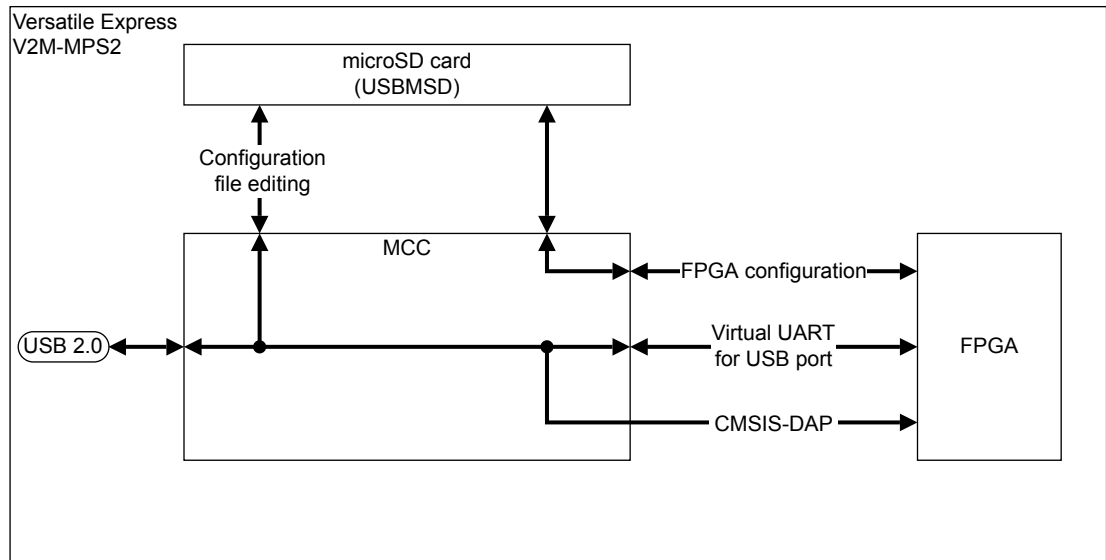 Versatile Express
V2M-MPS2
microSD card
(USBMSD)
Configuration
file editing
MCC
FPGA configuration
USB 2.0
Virtual UART
for USB port
FPGA
CMSIS-DAP